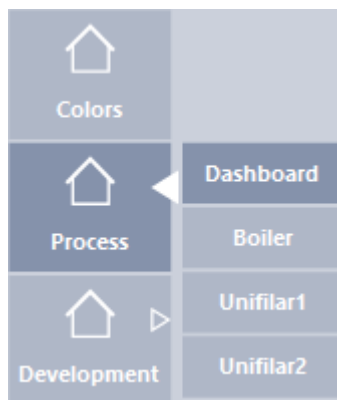 Colors
Process
Development
Dashboard
Boiler
Unifilar1
Unifilar2